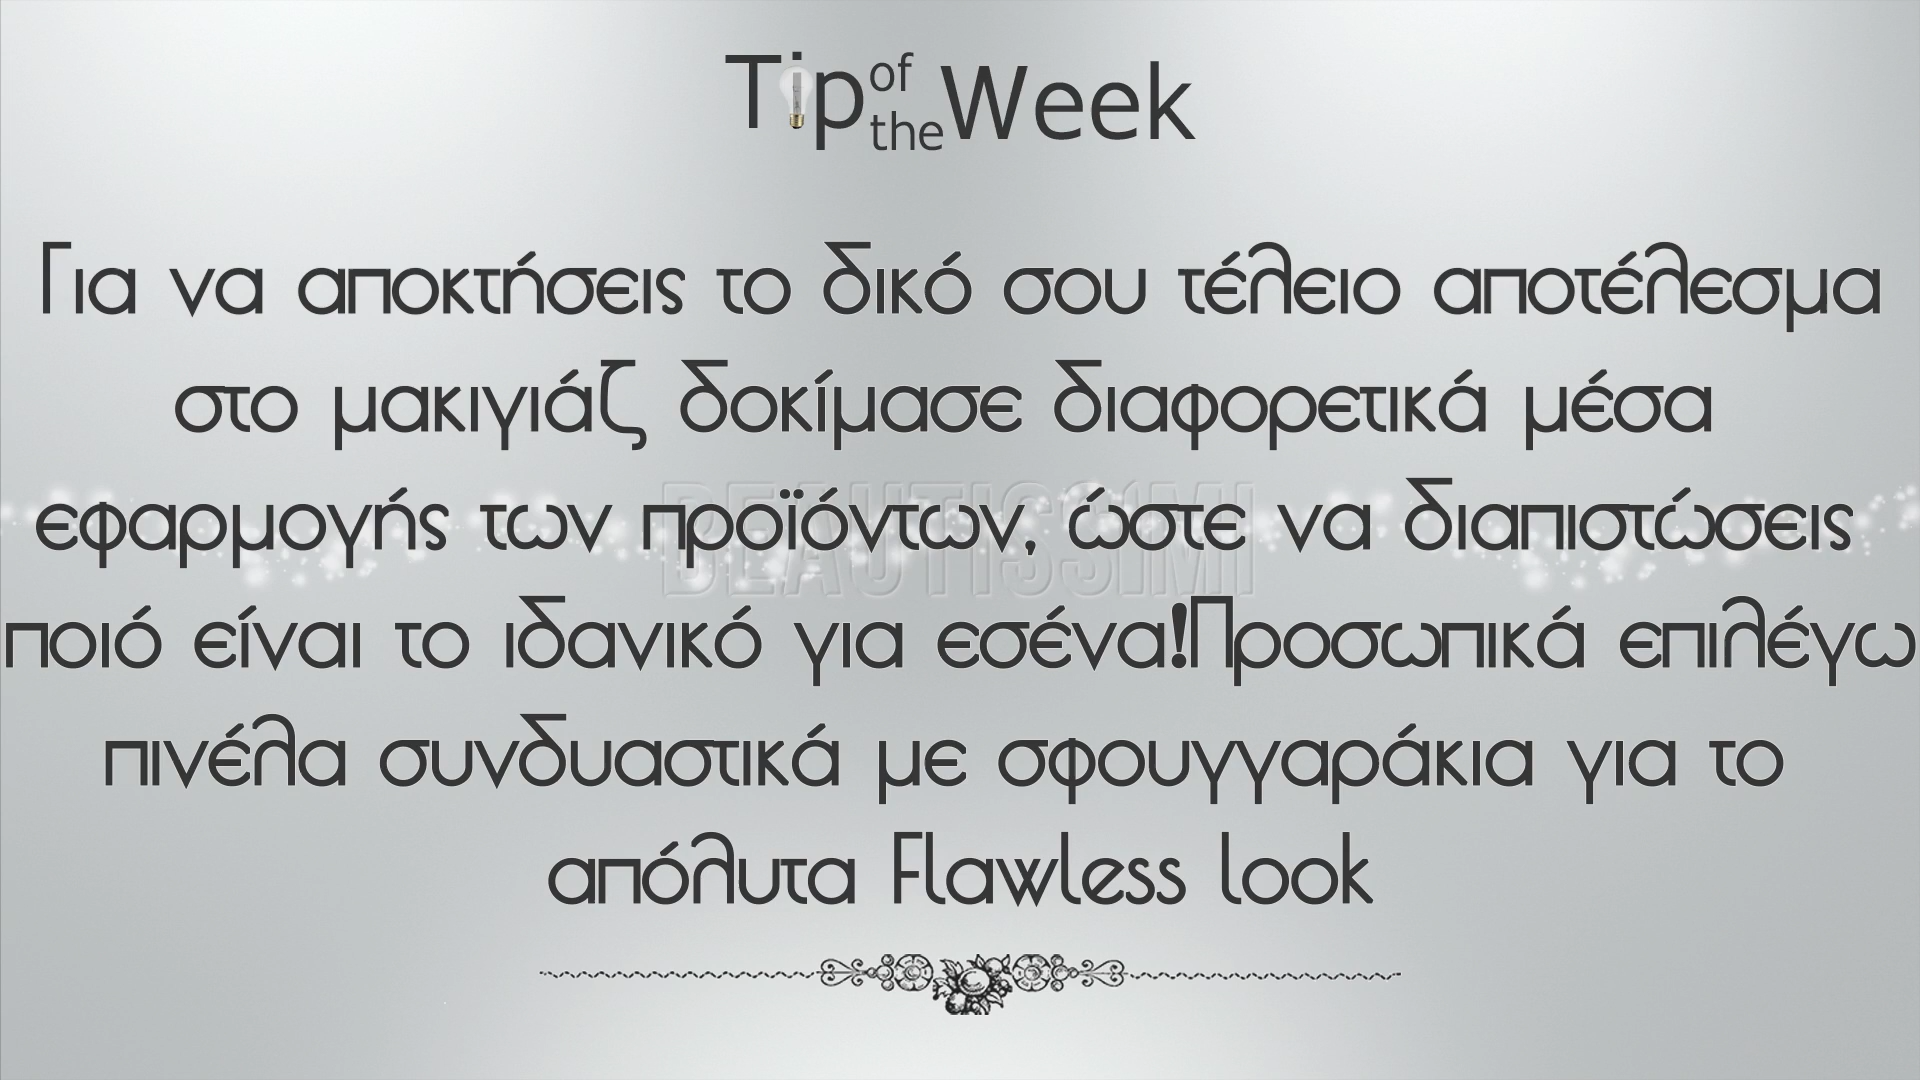 Tip of the Week
Για να αποκτήσεις το δικό σου τέλειο αποτέλεσμα
στο μακιγιάζ δοκίμασε διαφορετικά μέσα
εφαρμογής των προϊόντων, ώστε να διαπιστώσεις
ποιό είναι το ιδανικό για εσένα!Προσωπικά επιλέγω
πινέλα συνδυαστικά με σφουγγαράκια για το
απόλυτα Flawless look
BEAUTISSIMI